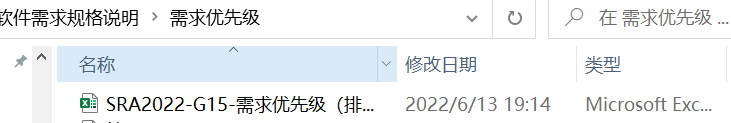 软件需求规格说明 > 需求优先级
在 需求优先级 ...
名称 修改日期 类型
SRA2022-G15-需求优先级（排... 2022/6/13 19:14 Microsoft Exc...